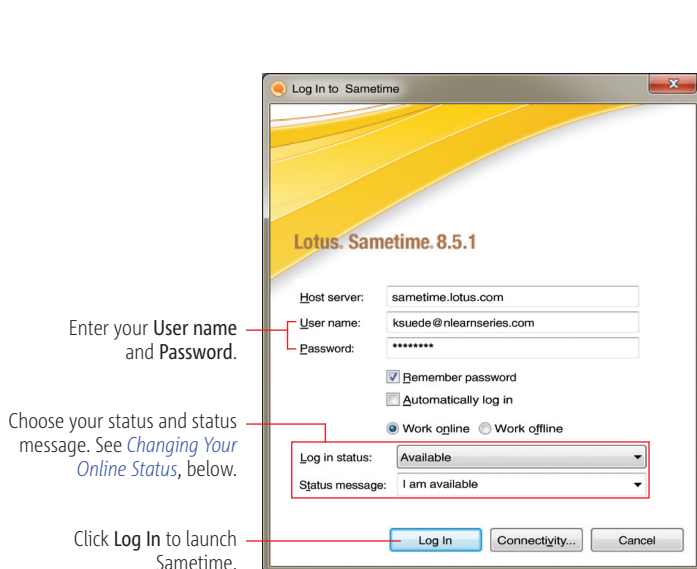 Log In to Sametime
Lotus. Sametime. 8.5.1
Host server: sametime.lotus.com
User name: ksuede@nlearnseries.com
Password: ********
Remember password
Automatically log in
Work online Work offline
Log in status: Available
Status message: I am available
Log In Connectivity... Cancel
Enter your User name
and Password.
Choose your status and status
message. See Changing Your
Online Status, below.
Click Log In to launch
Sametime.